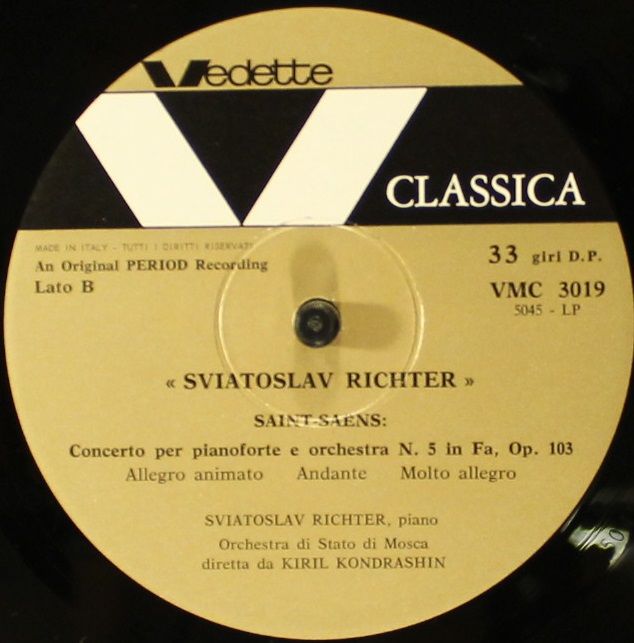 Vedette
CLASSICA
MADE IN ITALY - TUTTI I DIRITTI RISERVATI
An Original PERIOD Recording
Lato B
33 giri D.P.
VMC 3019
5045 - LP
« SVIATOSLAV RICHTER »
SAINT-SAENS:
Concerto per pianoforte e orchestra N. 5 in Fa, Op. 103
Allegro animato Andante Molto allegro
SVIATOSLAV RICHTER, piano
Orchestra di Stato di Mosca
diretta da KIRIL KONDRASHIN